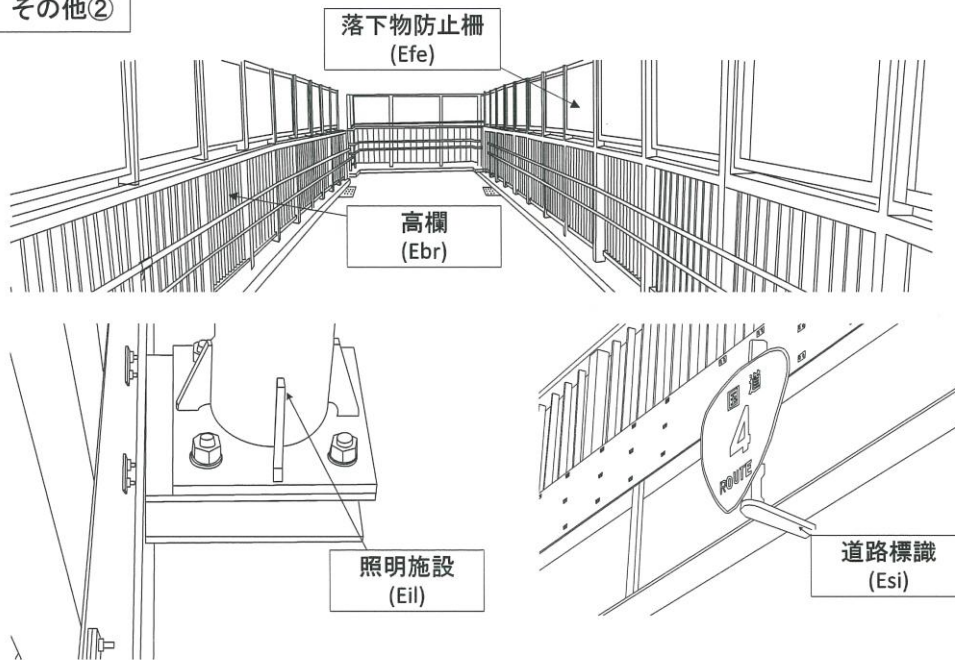 その他②
落下物防止柵
(Efe)
高欄
(Ebr)
照明施設
(Eil)
国道
4
ROUTE
道路標識
(Esi)